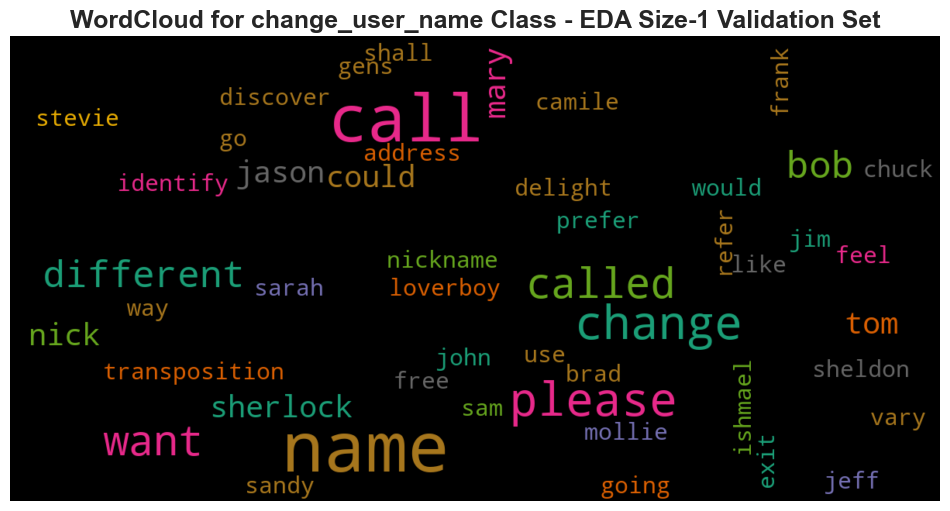 WordCloud for change_user_name Class - EDA Size-1 Validation Set
shall
gens
mary
frank
discover
call
camile
stevie
go
address
bob
chuck
identify
jason
could
delight
would
prefer
refer
jim
feel
different
nickname
like
sarah
loverboy
called
way
change
tom
nick
john
use
transposition
free
brad
sheldon
sherlock
sam
please
ishmael
vary
want
name
mollie
exit
sandy
going
jeff